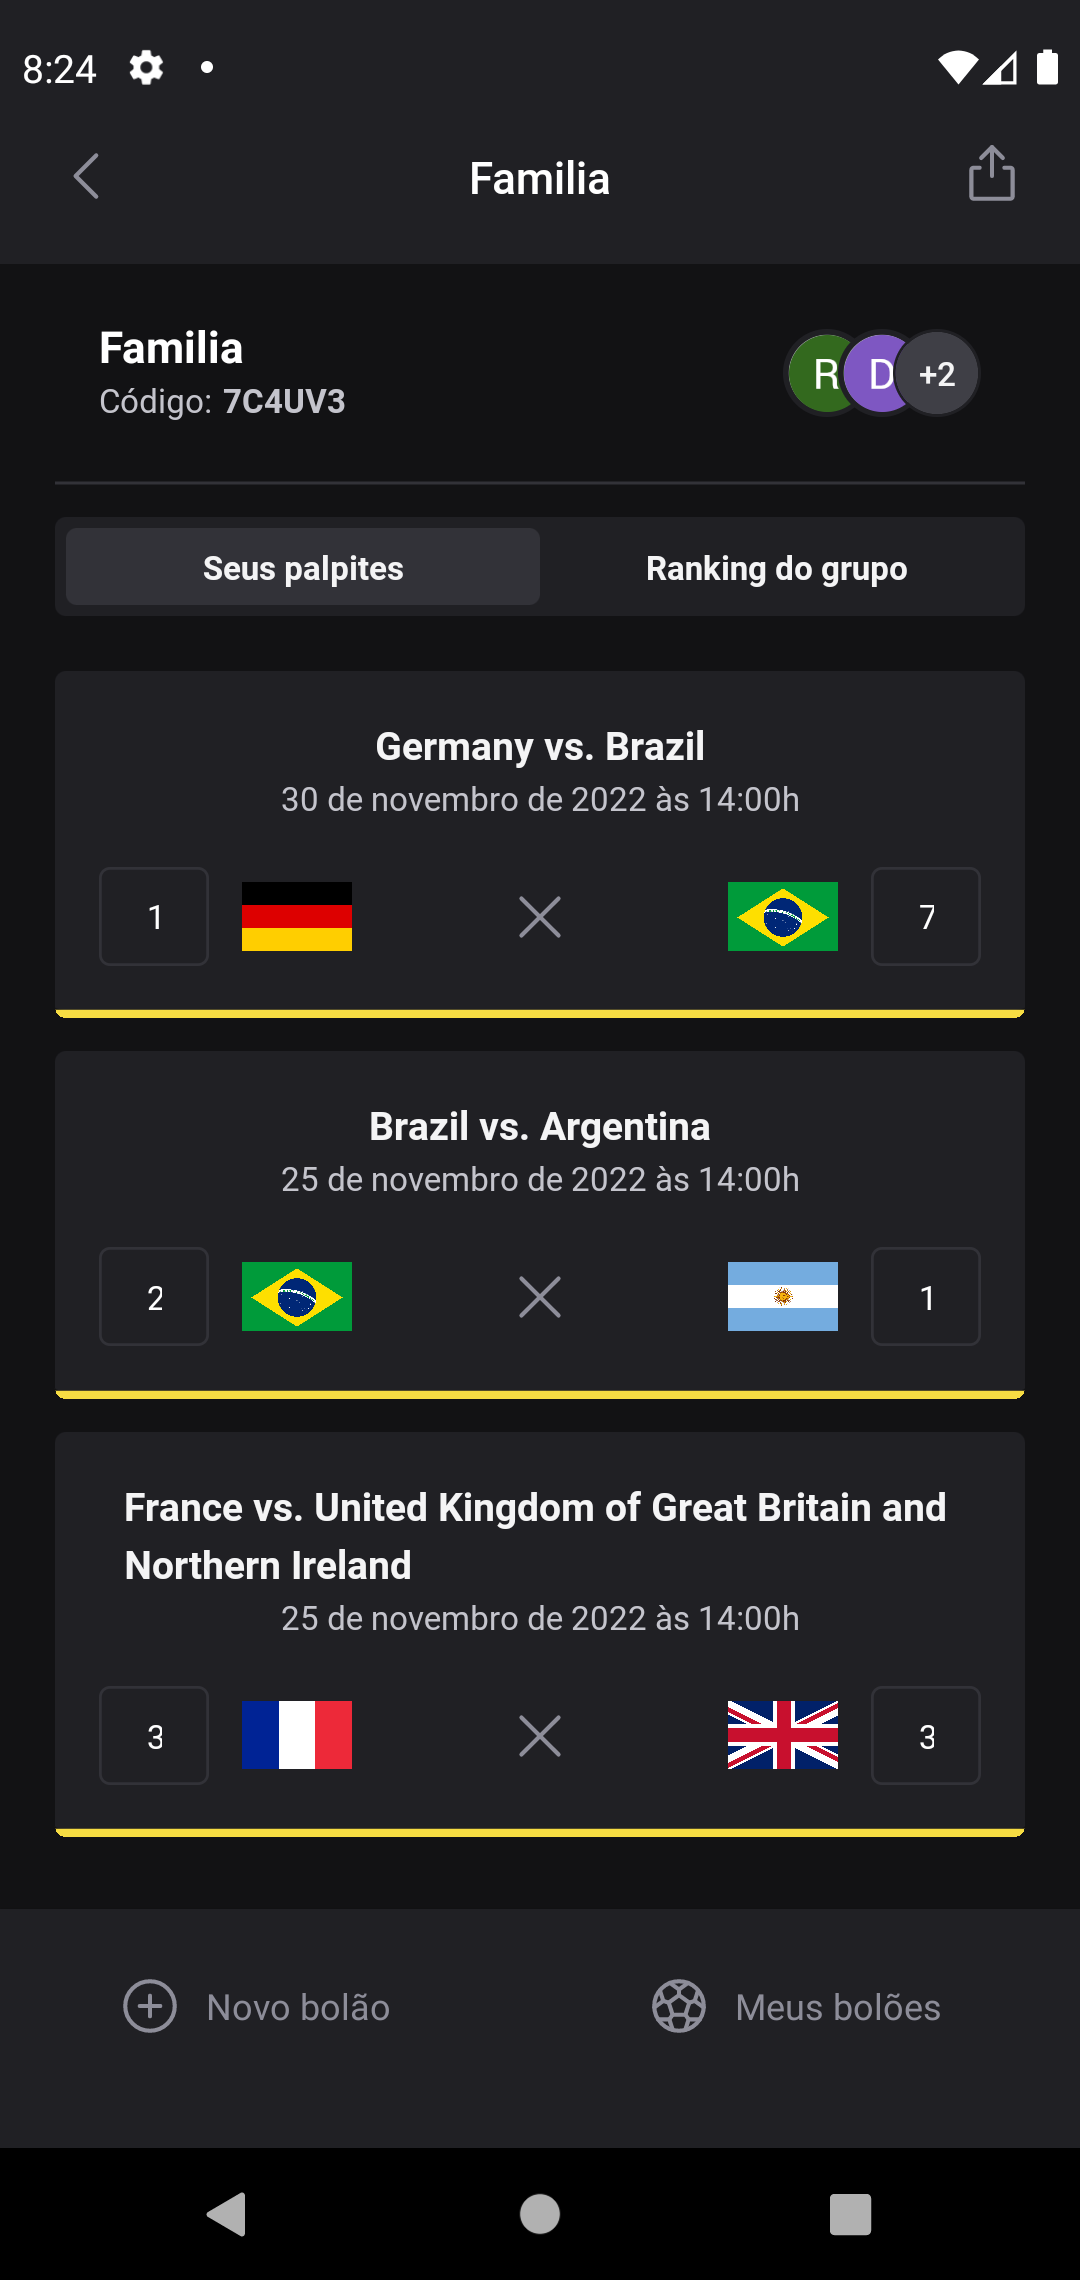 8:24
Familia
Familia
Código: 7C4UV3
R D +2
Seus palpites
Ranking do grupo
Germany vs. Brazil
30 de novembro de 2022 às 14:00h
1 7
Brazil vs. Argentina
25 de novembro de 2022 às 14:00h
2 1
France vs. United Kingdom of Great Britain and
Northern Ireland
25 de novembro de 2022 às 14:00h
3 3
Novo bolão
Meus bolões